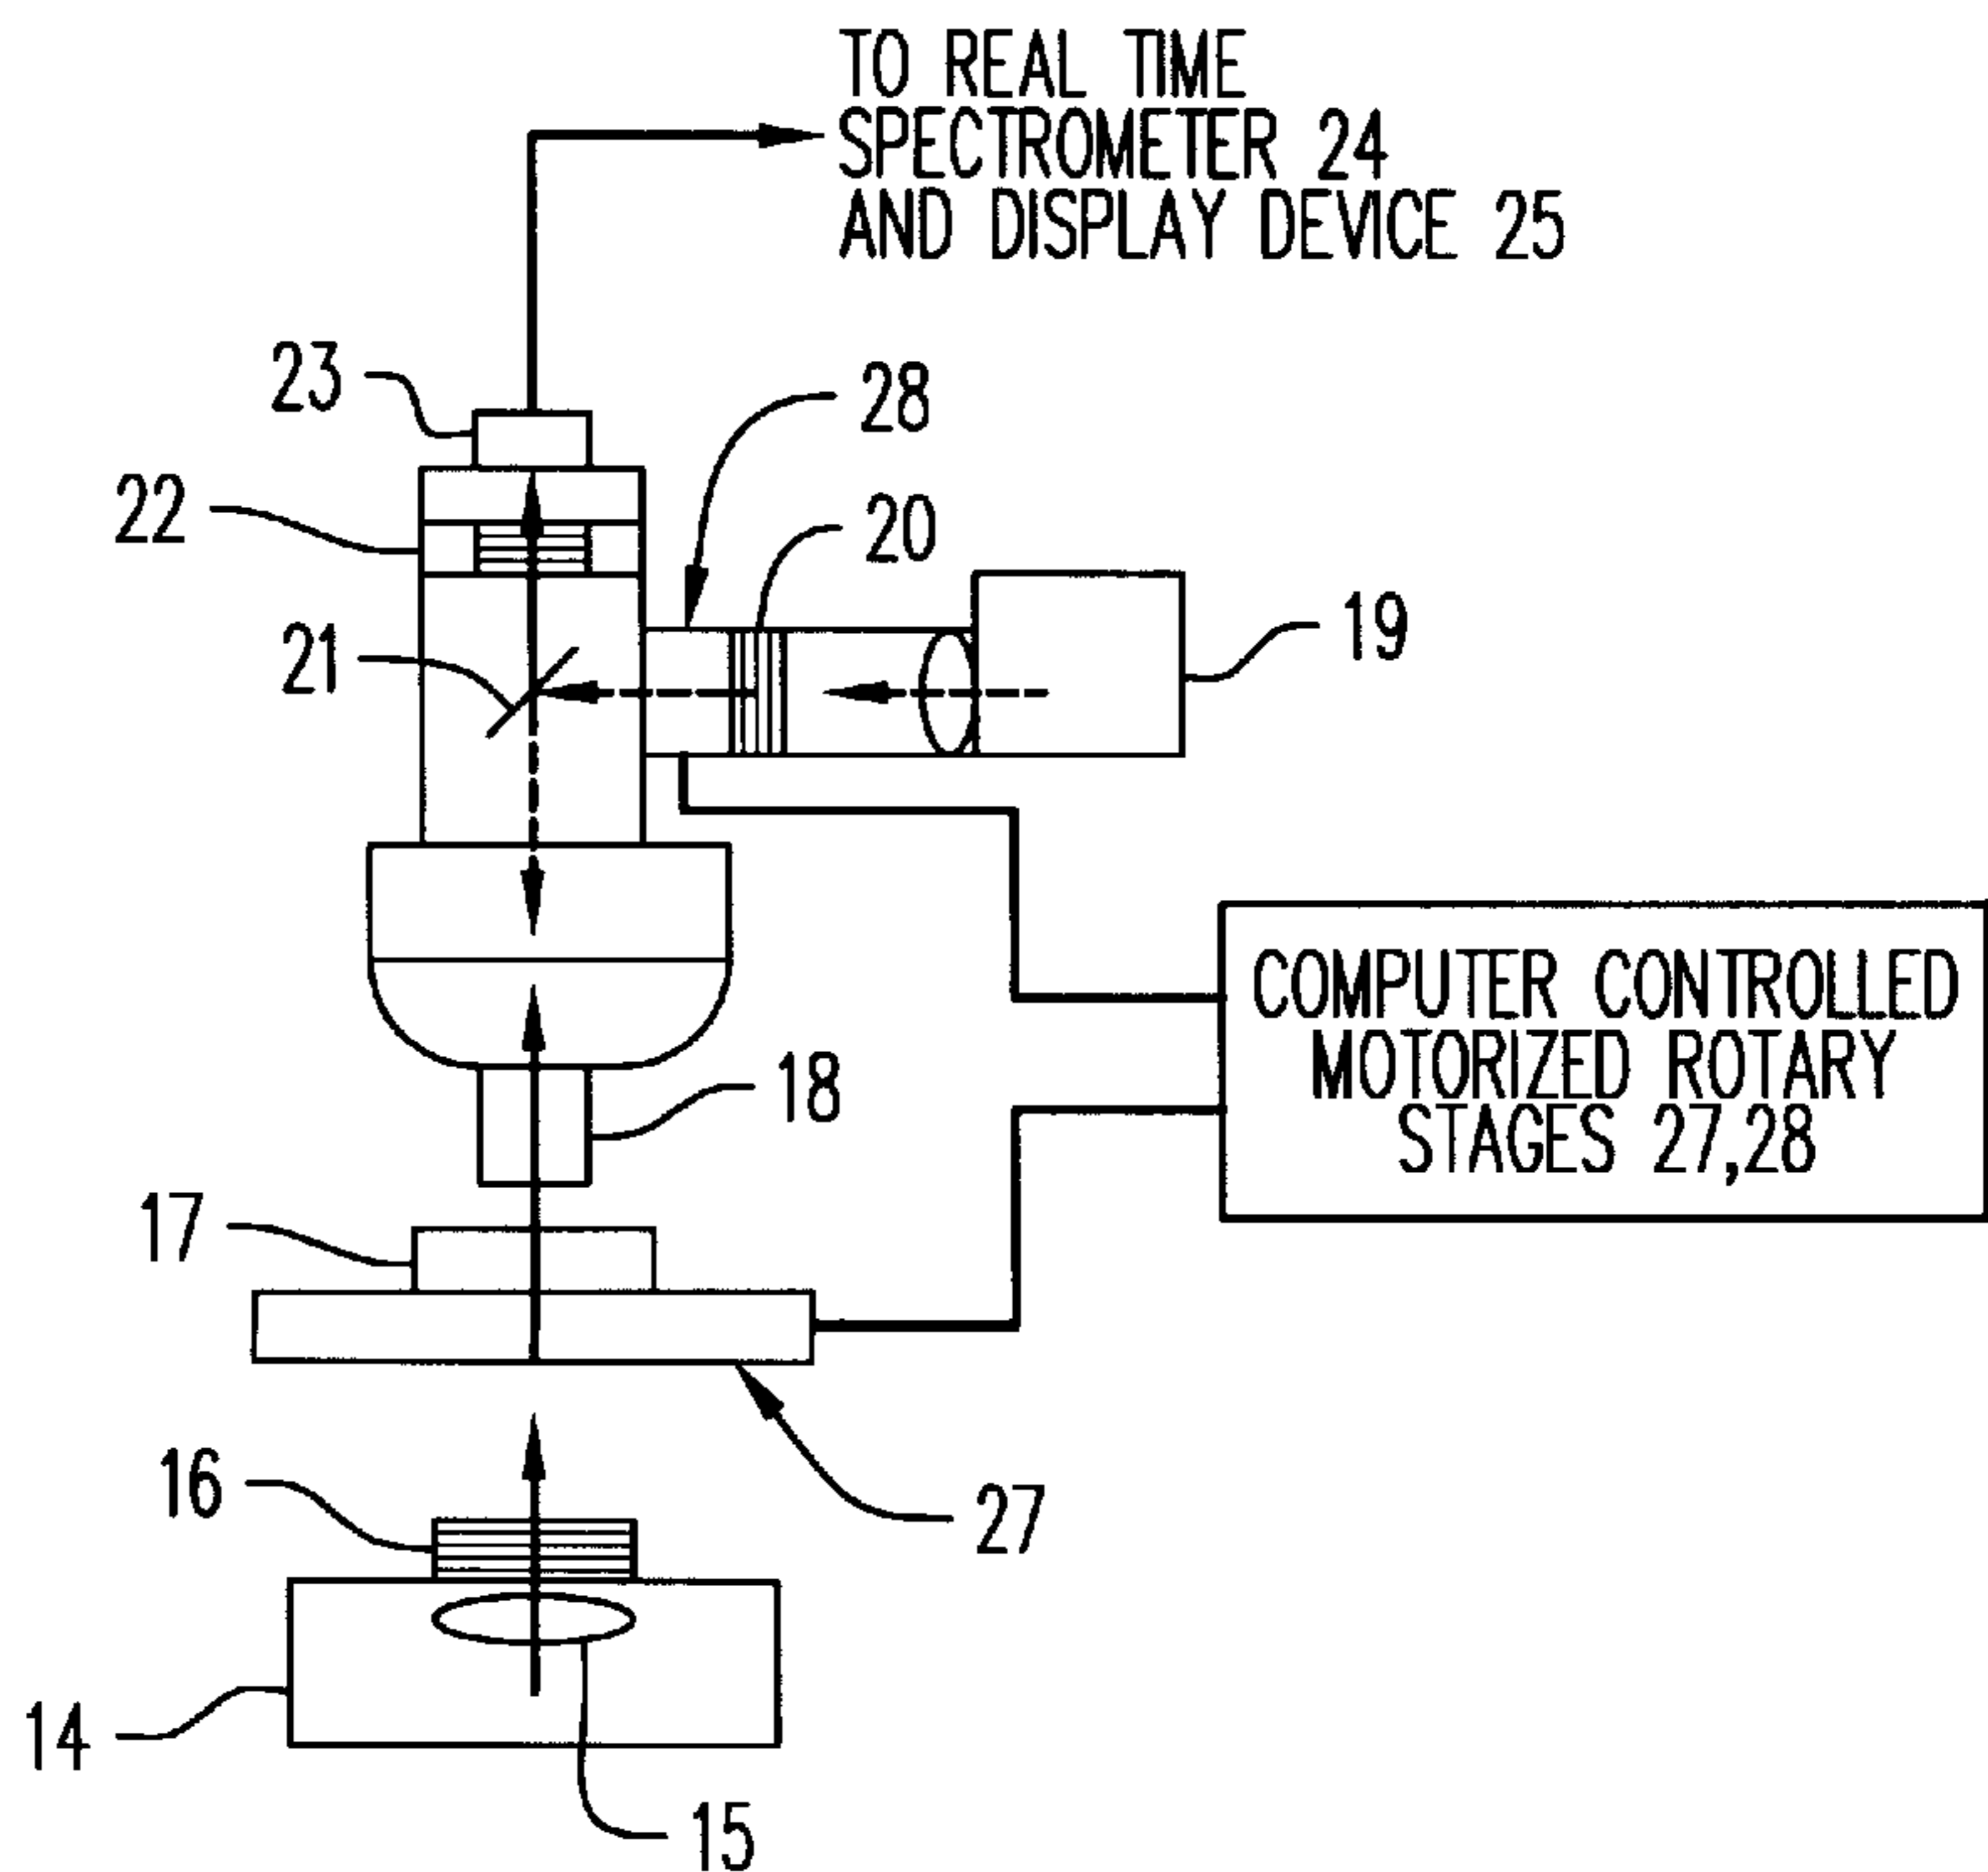 TO REAL TIME
SPECTROMETER 24
AND DISPLAY DEVICE 25
23
28
22
20
21
19
COMPUTER CONTROLLED
MOTORIZED ROTARY
STAGES 27,28
18
17
16
27
14
15